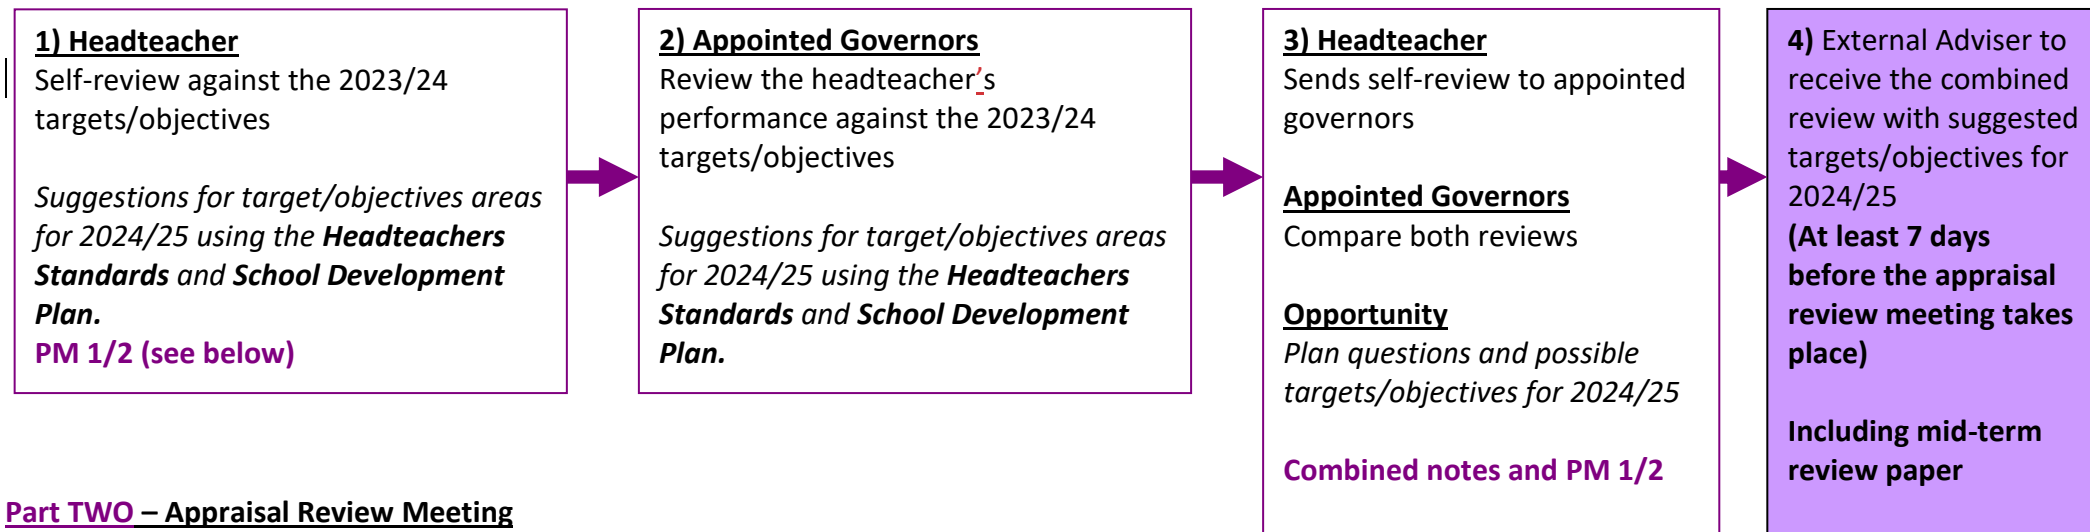 1) Headteacher
Self-review against the 2023/24
targets/objectives
Suggestions for target/objectives areas
for 2024/25 using the Headteachers
Standards and School Development
Plan.
PM 1/2 (see below)
2) Appointed Governors
Review the headteacher’s
performance against the 2023/24
targets/objectives
Suggestions for target/objectives areas
for 2024/25 using the Headteachers
Standards and School Development
Plan.
3) Headteacher
Sends self-review to appointed
governors
Appointed Governors
Compare both reviews
Opportunity
Plan questions and possible
targets/objectives for 2024/25
Combined notes and PM 1/2
4) External Adviser to
receive the combined
review with suggested
targets/objectives for
2024/25
(At least 7 days
before the appraisal
review meeting takes
place)
Including mid-term
review paper
Part TWO – Appraisal Review Meeting